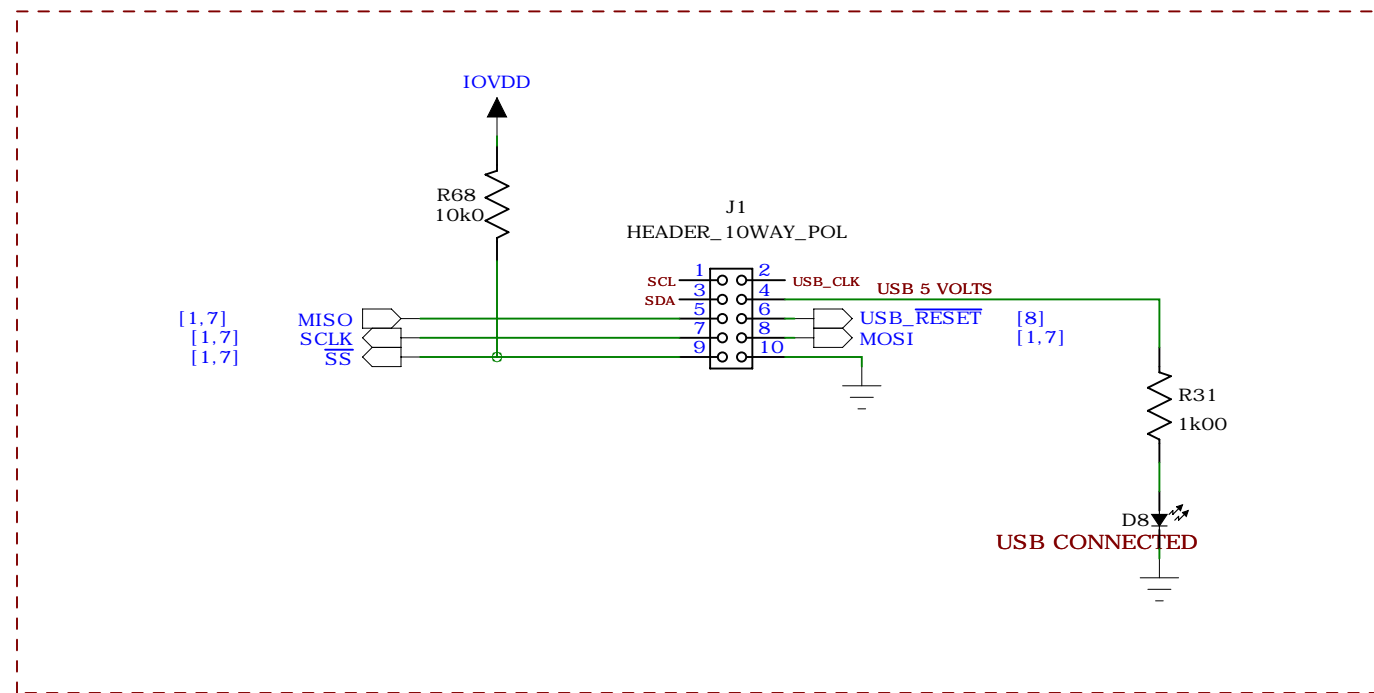 IOVDD
R68
10k0
J1
HEADER_10WAY_POL
1 2
SCL USB_CLK
3 4
SDA USB 5 VOLTS
[1,7] MISO 5 6 USB_RESET [8]
[1,7] SCLK 7 8 MOSI [1,7]
[1,7] SS 9 10
R31
1k00
D8
USB CONNECTED